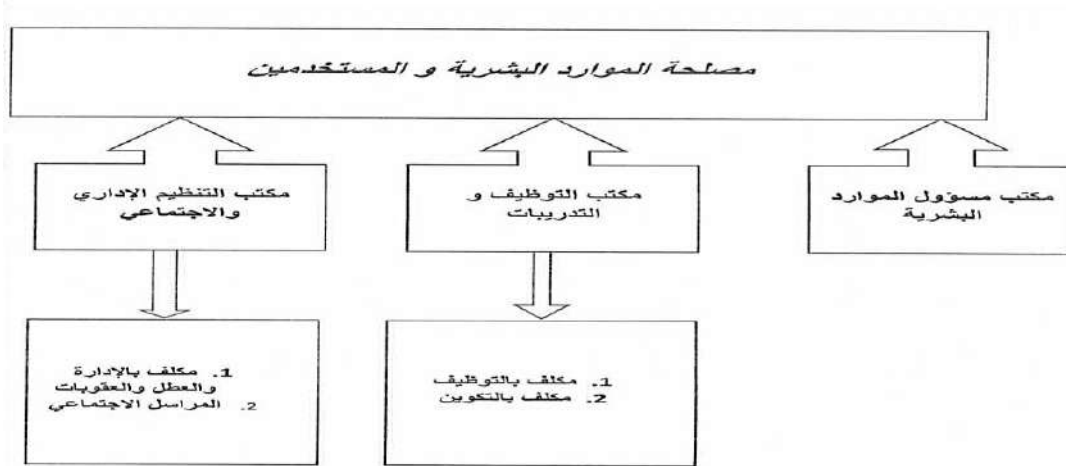 مصلحة الموارد البشرية و المستخدمين
مكتب مسؤول الموارد
البشرية
مكتب التوظيف و
التدريبات
مكتب التنظيم الإداري
والاجتماعي
1. مكلف بالتوظيف
2. مكلف بالتكوين
1. مكلف بالإدارة
والعطل والعقوبات
2. المراسل الاجتماعي